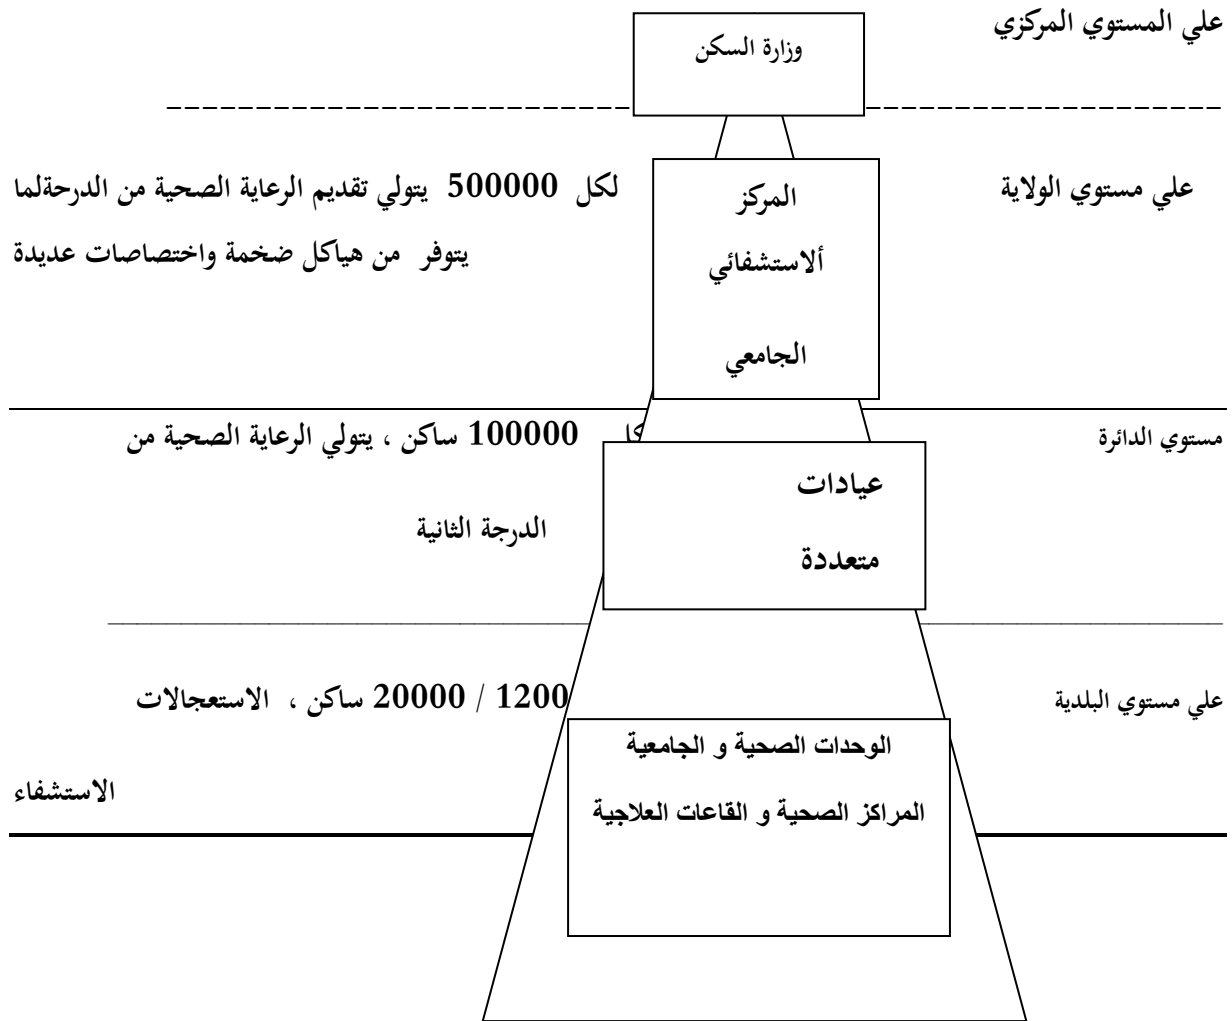 علي المستوي المركزي
وزارة السكن
علي مستوي الولاية
المركز
ألاستشفائي
الجامعي
لكل 500000 يتولي تقديم الرعاية الصحية من الدرحةلما
يتوفر من هياكل ضخمة واختصاصات عديدة
مستوي الدائرة
عيادات
متعددة
100000 ساكن ، يتولي الرعاية الصحية من
الدرجة الثانية
علي مستوي البلدية
1200 / 20000 ساكن ، الاستعجالات
الاستشفاء
الوحدات الصحية و الجامعية
المراكز الصحية و القاعات العلاجية